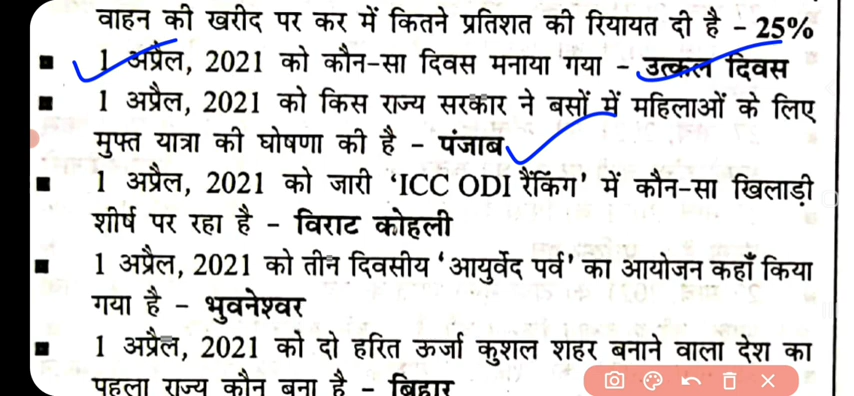 वाहन की खरीद पर कर में कितने प्रतिशत की रियायत दी है – 25%
■ 1 अप्रैल, 2021 को कौन-सा दिवस मनाया गया – उत्कल दिवस
■ 1 अप्रैल, 2021 को किस राज्य सरकार ने बसों में महिलाओं के लिए
मुफ्त यात्रा की घोषणा की है – पंजाब
■ 1 अप्रैल, 2021 को जारी ‘ICC ODI रैंकिंग’ में कौन-सा खिलाड़ी
शीर्ष पर रहा है – विराट कोहली
■ 1 अप्रैल, 2021 को तीन दिवसीय ‘आयुर्वेद पर्व’ का आयोजन कहाँ किया
गया है – भुवनेश्वर
■ 1 अप्रैल, 2021 को दो हरित ऊर्जा कुशल शहर बनाने वाला देश का
पहला राज्य कौन बना है – बिहार